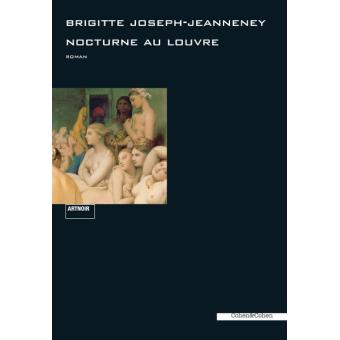 BRIGITTE JOSEPH-JEANNENEY
NOCTURNE AU LOUVRE
ROMAN
ARTNOIR
Cohen&Cohen